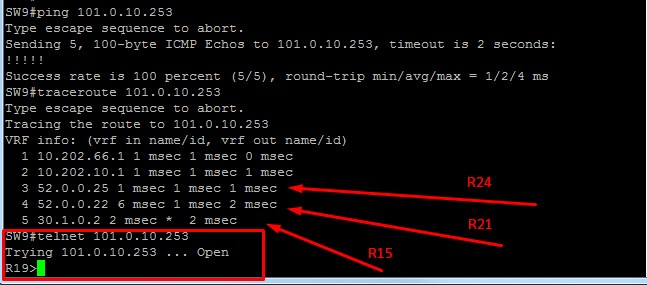 SW9#ping 101.0.10.253
Type escape sequence to abort.
Sending 5, 100-byte ICMP Echos to 101.0.10.253, timeout is 2 seconds:
!!!!!
Success rate is 100 percent (5/5), round-trip min/avg/max = 1/2/4 ms
SW9#traceroute 101.0.10.253
Type escape sequence to abort.
Tracing the route to 101.0.10.253
VRF info: (vrf in name/id, vrf out name/id)
1 10.202.66.1 1 msec 1 msec 0 msec
2 10.202.10.1 1 msec 1 msec
3 52.0.0.25 1 msec 1 msec 1 msec
R24
4 52.0.0.22 6 msec 1 msec 2 msec
R21
5 30.1.0.2 2 msec * 2 msec
SW9#telnet 101.0.10.253
R15
Trying 101.0.10.253 ... Open
R19>